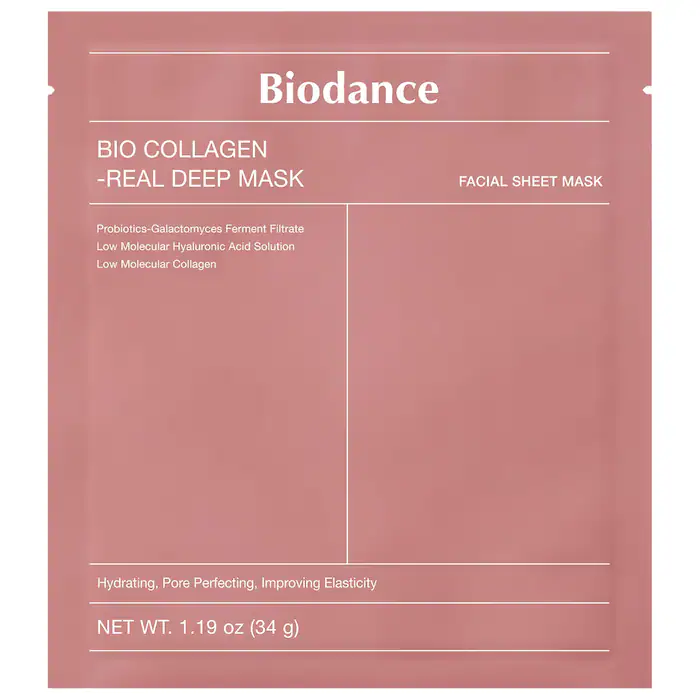 Biodance
BIO COLLAGEN
-REAL DEEP MASK
FACIAL SHEET MASK
Probiotics-Galactomyces Ferment Filtrate
Low Molecular Hyaluronic Acid Solution
Low Molecular Collagen
Hydrating, Pore Perfecting, Improving Elasticity
NET WT. 1.19 oz (34 g)